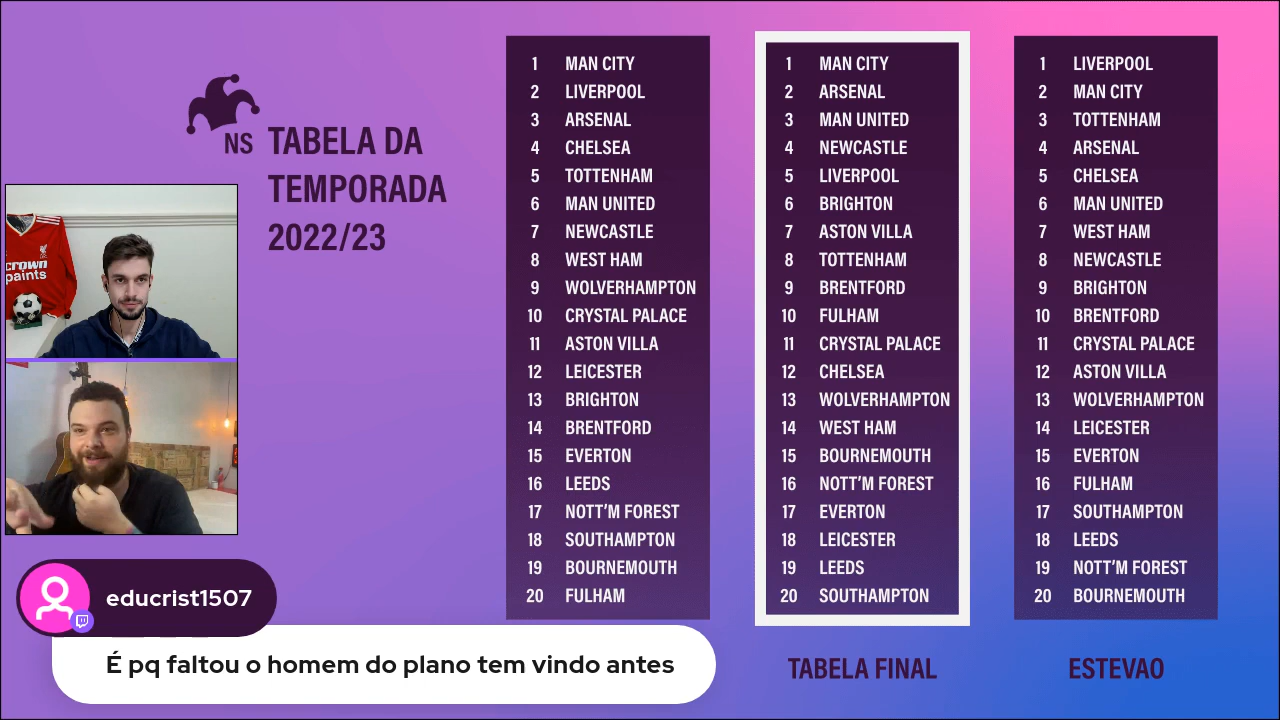 NS
TABELA DA
TEMPORADA
2022/23
crown
paints
1 MAN CITY
2 LIVERPOOL
3 ARSENAL
4 CHELSEA
5 TOTTENHAM
6 MAN UNITED
7 NEWCASTLE
8 WEST HAM
9 WOLVERHAMPTON
10 CRYSTAL PALACE
11 ASTON VILLA
12 LEICESTER
13 BRIGHTON
14 BRENTFORD
15 EVERTON
16 LEEDS
17 NOTT’M FOREST
18 SOUTHAMPTON
19 BOURNEMOUTH
20 FULHAM
1 MAN CITY
2 ARSENAL
3 MAN UNITED
4 NEWCASTLE
5 LIVERPOOL
6 BRIGHTON
7 ASTON VILLA
8 TOTTENHAM
9 BRENTFORD
10 FULHAM
11 CRYSTAL PALACE
12 CHELSEA
13 WOLVERHAMPTON
14 WEST HAM
15 BOURNEMOUTH
16 NOTT’M FOREST
17 EVERTON
18 LEICESTER
19 LEEDS
20 SOUTHAMPTON
TABELA FINAL
1 LIVERPOOL
2 MAN CITY
3 TOTTENHAM
4 ARSENAL
5 CHELSEA
6 MAN UNITED
7 WEST HAM
8 NEWCASTLE
9 BRIGHTON
10 BRENTFORD
11 CRYSTAL PALACE
12 ASTON VILLA
13 WOLVERHAMPTON
14 LEICESTER
15 EVERTON
16 FULHAM
17 SOUTHAMPTON
18 LEEDS
19 NOTT’M FOREST
20 BOURNEMOUTH
ESTEVAO
educrist1507
É pq faltou o homem do plano tem vindo antes